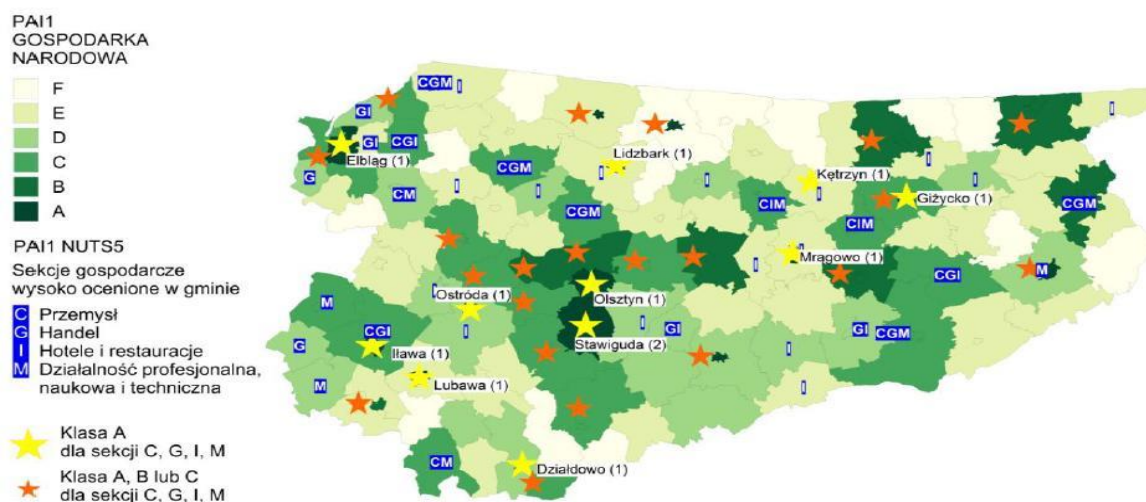 PAI1
GOSPODARKA
NARODOWA
F
E
D
C
B
A
PAI1 NUTS5
Sekcje gospodarcze
wysoko ocenione w gminie
C Przemysł
G Handel
I Hotele i restauracje
M Działalność profesjonalna,
naukowa i techniczna
Klasa A
dla sekcji C, G, I, M
Klasa A, B lub C
dla sekcji C, G, I, M
CGM I
GI I
GI CGI
Elbląg (1)
CGM
Lidzbark (1)
I
I
I
G
CM
I
I
I
Kętrzyn (1)
I
I
CIM
Giżycko (1)
CGM
CGM
CIM
I
Mrągowo (1)
I
CGI
M
Ostróda (1)
I
Olsztyn (1)
M
CGI
I
Stawiguda (2)
I
GI
GI
CGM
G
Iława (1)
I
M
Lubawa (1)
I
CM
Działdowo (1)